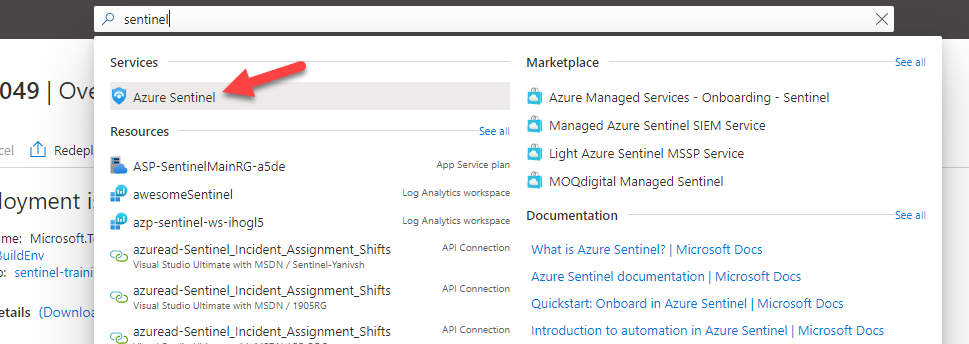 sentinel
049 | Ove
cel
Redepl
oyment is
me: Microsoft.Te
BuildEnv
o: sentinel-traini
etails (Downloa
Services
Azure Sentinel
Resources
See all
ASP-SentinelMainRG-a5de
App Service plan
awesomeSentinel
Log Analytics workspace
azp-sentinel-ws-ihogl5
Log Analytics workspace
azuread-Sentinel_Incident_Assignment_Shifts
API Connection
Visual Studio Ultimate with MSDN / Sentinel-Yanivsh
azuread-Sentinel_Incident_Assignment_Shifts
API Connection
Visual Studio Ultimate with MSDN / 1905RG
azuread-Sentinel_Incident_Assignment_Shifts
API Connection
Marketplace
See all
Azure Managed Services - Onboarding - Sentinel
Managed Azure Sentinel SIEM Service
Light Azure Sentinel MSSP Service
MOQdigital Managed Sentinel
Documentation
See all
What is Azure Sentinel? | Microsoft Docs
Azure Sentinel documentation | Microsoft Docs
Quickstart: Onboard in Azure Sentinel | Microsoft Docs
Introduction to automation in Azure Sentinel | Microsoft Docs